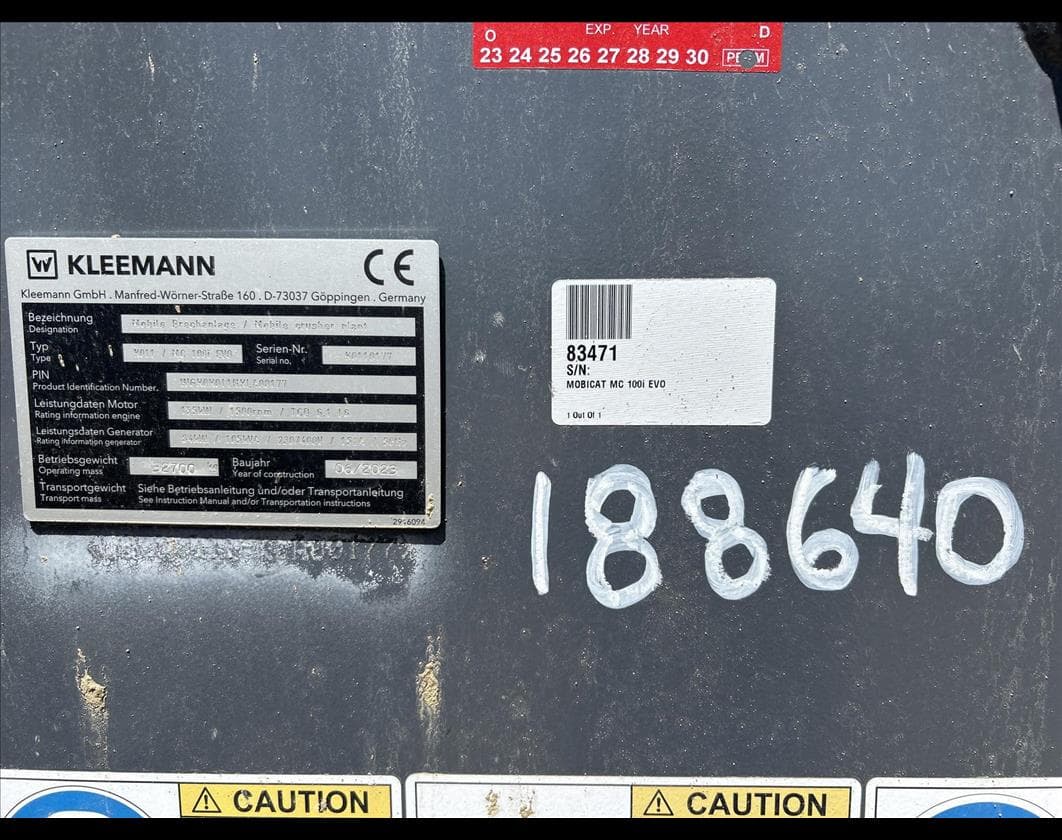 O EXP. YEAR D
23 24 25 26 27 28 29 30
KLEEMANN CE
Kleemann GmbH . Manfred-Wörner-Straße 160 . D-73037 Göppingen . Germany
Bezeichnung
Designation
Mobile Brechanlage / Mobile crusher plant
Typ
Type
K011 / MC 100i EVO
Serien-Nr.
Serial no.
K0110177
PIN
Product Identification Number.
Leistungsdaten Motor
Rating information engine
Leistungsdaten Generator
Rating information generator
Betriebsgewicht
Operating mass
32700
Baujahr
Year of construction
06/2023
Transportgewicht
Transport mass
Siehe Betriebsanleitung und/oder Transportanleitung
See Instruction Manual and/or Transportation instructions
2916094
83471
S/N:
MOBICAT MC 100i EVO
1 Out Of 1
188640
CAUTION
CAUTION